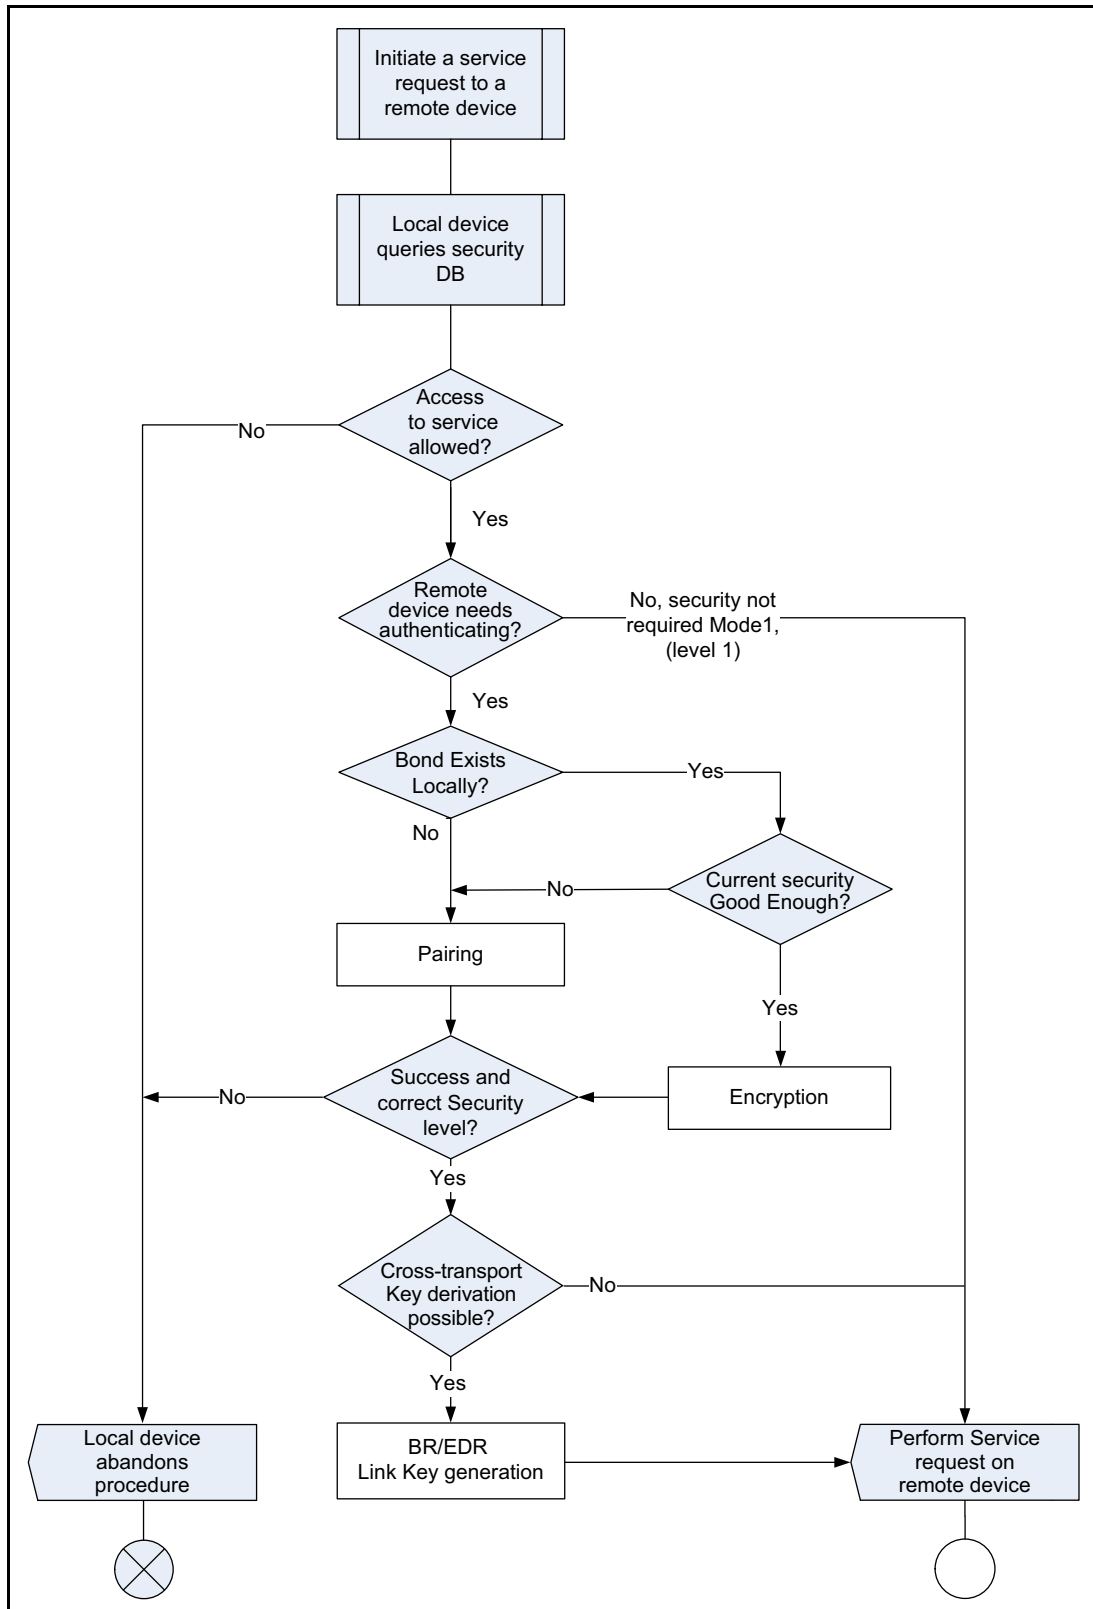 Initiate a service
request to a
remote device
Local device
queries security
DB
Access
to service
allowed?
No
Yes
Remote
device needs
authenticating?
No, security not
required Mode1,
(level 1)
Yes
Bond Exists
Locally?
Yes
No
Current security
Good Enough?
No
Pairing
Yes
Success and
correct Security
level?
No
Encryption
Yes
Cross-transport
Key derivation
possible?
No
Yes
Local device
abandons
procedure
BR/EDR
Link Key generation
Perform Service
request on
remote device